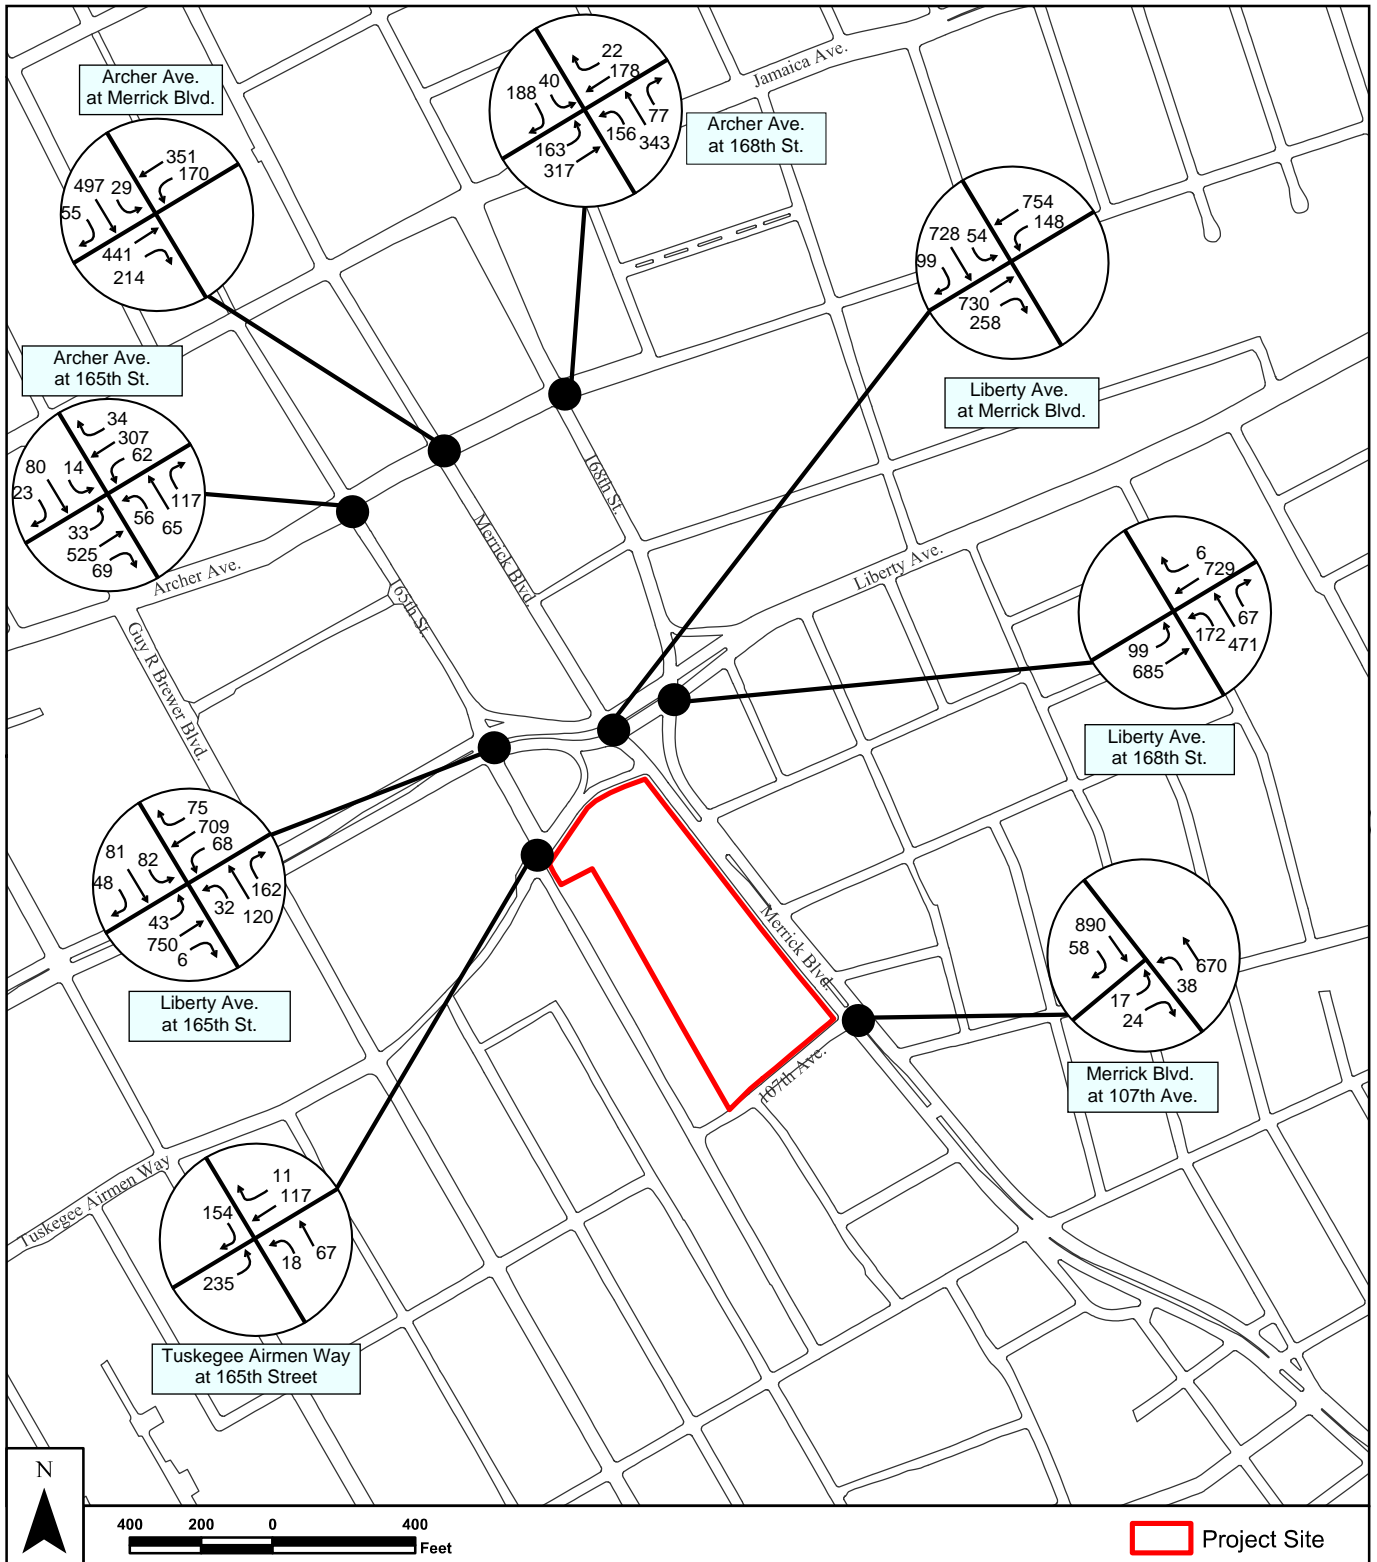 Jamaica Ave.
Archer Ave.
at Merrick Blvd.
351
170
497
29
55
441
214
22
178
40
188
163
317
156
77
343
Archer Ave.
at 168th St.
754
148
728
54
99
730
258
Liberty Ave.
at Merrick Blvd.
Archer Ave.
at 165th St.
34
307
62
80
14
23
33
525
69
56
117
65
168th St.
Merrick Blvd.
Archer Ave.
165th St.
Guy R Brewer Blvd.
Liberty Ave.
6
729
67
172
471
99
685
Liberty Ave.
at 168th St.
75
709
68
81
82
48
43
750
6
32
162
120
Liberty Ave.
at 165th St.
Merrick Blvd.
890
58
670
38
17
24
Merrick Blvd.
at 107th Ave.
107th Ave.
Tuskegee Airmen Way
11
117
154
235
18
67
Tuskegee Airmen Way
at 165th Street
N
400 200 0 400
Feet
Project Site